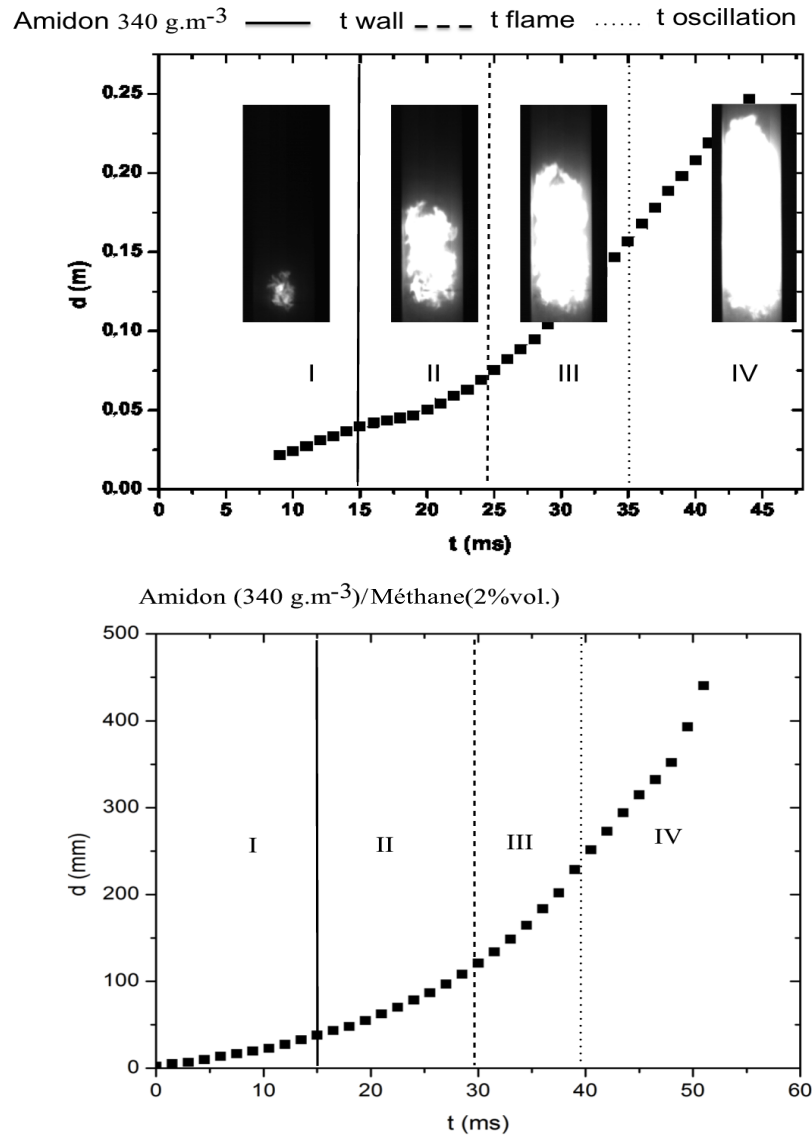 Amidon 340 g.m-3 t wall t flame t oscillation
0.25
0.20
0.15
0.10
0.05
0.00
d (m)
I II III IV
0 5 10 15 20 25 30 35 40 45
t (ms)
Amidon (340 g.m-3)/Méthane(2%vol.)
500
400
300
200
100
0
d (mm)
I II III IV
0 10 20 30 40 50 60
t (ms)